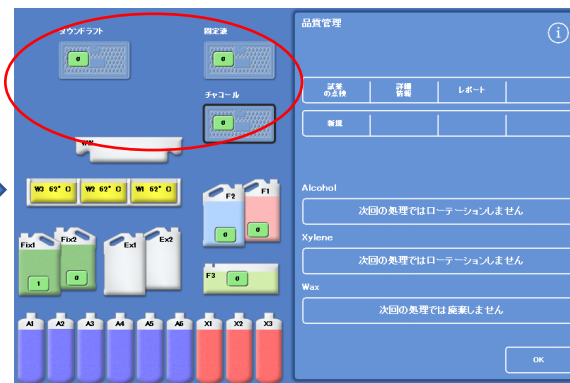 ダウンドラフト
固定液
0
0
チャコール
0
WW
W3 62° C
W2 62° C
W1 62° C
F2
F1
0
0
Fix1
Fix2
Ex1
Ex2
1
0
F3
0
A1
A2
A3
A4
A5
A6
X1
X2
X3
品質管理
i
試薬
の点検
詳細
情報
レポート
新規
Alcohol
次回の処理ではローテーションしません
Xylene
次回の処理ではローテーションしません
Wax
次回の処理では廃棄しません
OK